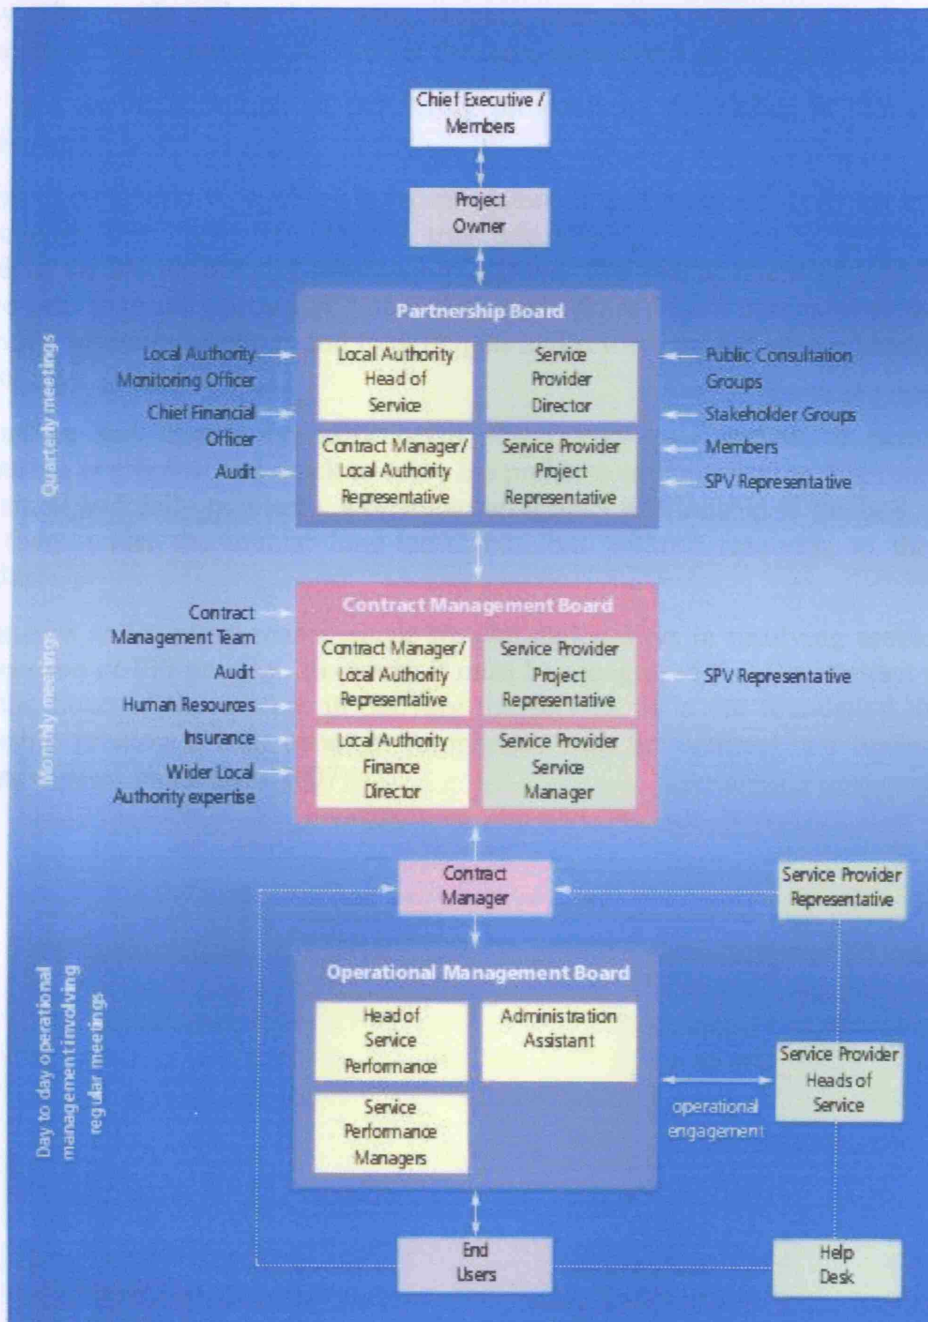 Chief Executive /
Members
Project
Owner
Quarterly meetings
Partnership Board
Local Authority
Monitoring Officer
Chief Financial
Officer
Audit
Local Authority
Head of
Service
Service
Provider
Director
Contract Manager/
Local Authority
Representative
Service Provider
Project
Representative
Public Consultation
Groups
Stakeholder Groups
Members
SPV Representative
Monthly meetings
Contract Management Board
Contract
Management Team
Audit
Human Resources
Insurance
Wider Local
Authority expertise
Contract Manager/
Local Authority
Representative
Service Provider
Project
Representative
Local Authority
Finance
Director
Service Provider
Service
Manager
SPV Representative
Contract
Manager
Service Provider
Representative
Day to day operational
management involving
regular meetings
Operational Management Board
Head of
Service
Performance
Administration
Assistant
Service
Performance
Managers
operational
engagement
Service Provider
Heads of
Service
End
Users
Help
Desk